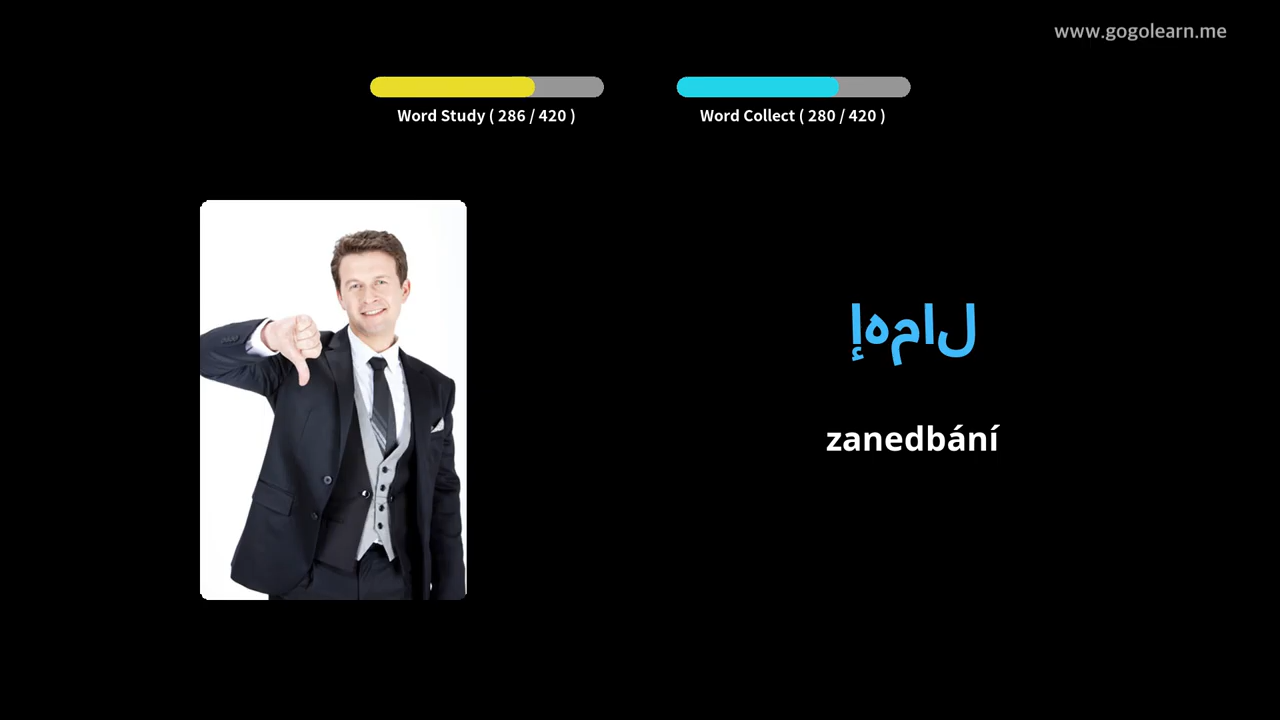 www.gogolearn.me
Word Study ( 286 / 420 )
Word Collect ( 280 / 420 )
إهمال
zanedbání